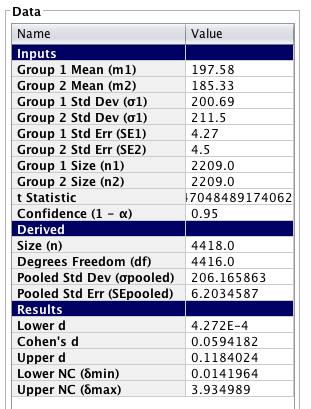 Data
Name Value
Inputs
Group 1 Mean (m1) 197.58
Group 2 Mean (m2) 185.33
Group 1 Std Dev (σ1) 200.69
Group 2 Std Dev (σ1) 211.5
Group 1 Std Err (SE1) 4.27
Group 2 Std Err (SE2) 4.5
Group 1 Size (n1) 2209.0
Group 2 Size (n2) 2209.0
t Statistic 47048489174062
Confidence (1 - α) 0.95
Derived
Size (n) 4418.0
Degrees Freedom (df) 4416.0
Pooled Std Dev (σpooled) 206.165863
Pooled Std Err (SEpooled) 6.2034587
Results
Lower d 4.272E-4
Cohen's d 0.0594182
Upper d 0.1184024
Lower NC (δmin) 0.0141964
Upper NC (δmax) 3.934989